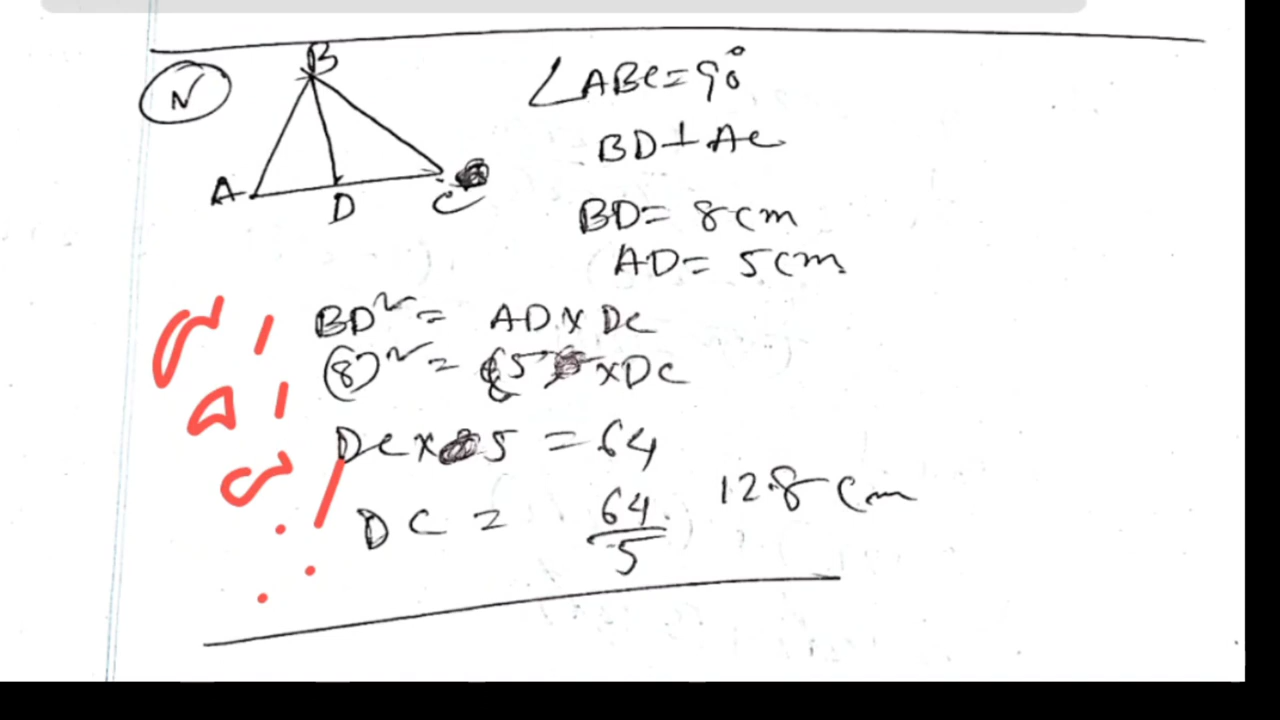 N
B
A
D
C
∠ABC=90°
BD⊥AC
BD= 8cm
AD= 5cm
BD² = AD X DC
(8)² = (5) xDC
DC x 5 = 64
DC = 64/5 12.8 cm